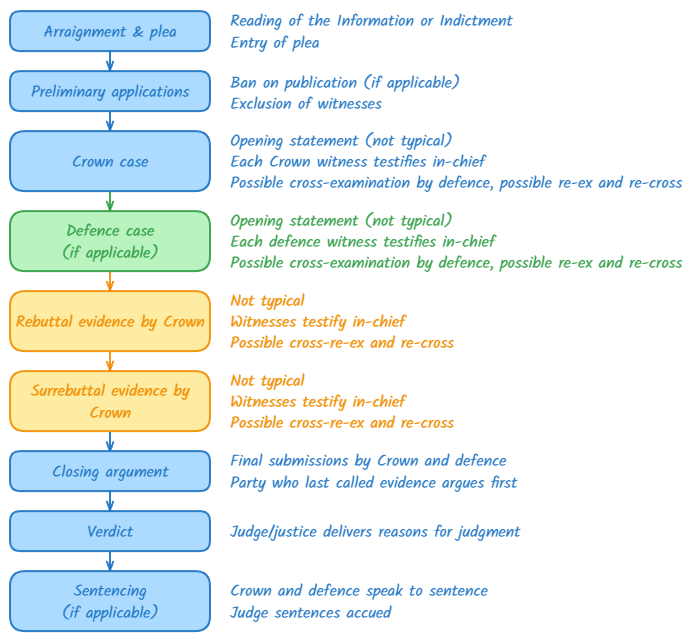 Arraignment & plea
Reading of the Information or Indictment
Entry of plea
Preliminary applications
Ban on publication (if applicable)
Exclusion of witnesses
Crown case
Opening statement (not typical)
Each Crown witness testifies in-chief
Possible cross-examination by defence, possible re-ex and re-cross
Defence case
(if applicable)
Opening statement (not typical)
Each defence witness testifies in-chief
Possible cross-examination by defence, possible re-ex and re-cross
Rebuttal evidence by Crown
Not typical
Witnesses testify in-chief
Possible cross-re-ex and re-cross
Surrebuttal evidence by
Crown
Not typical
Witnesses testify in-chief
Possible cross-re-ex and re-cross
Closing argument
Final submissions by Crown and defence
Party who last called evidence argues first
Verdict
Judge/justice delivers reasons for judgment
Sentencing
(if applicable)
Crown and defence speak to sentence
Judge sentences accued